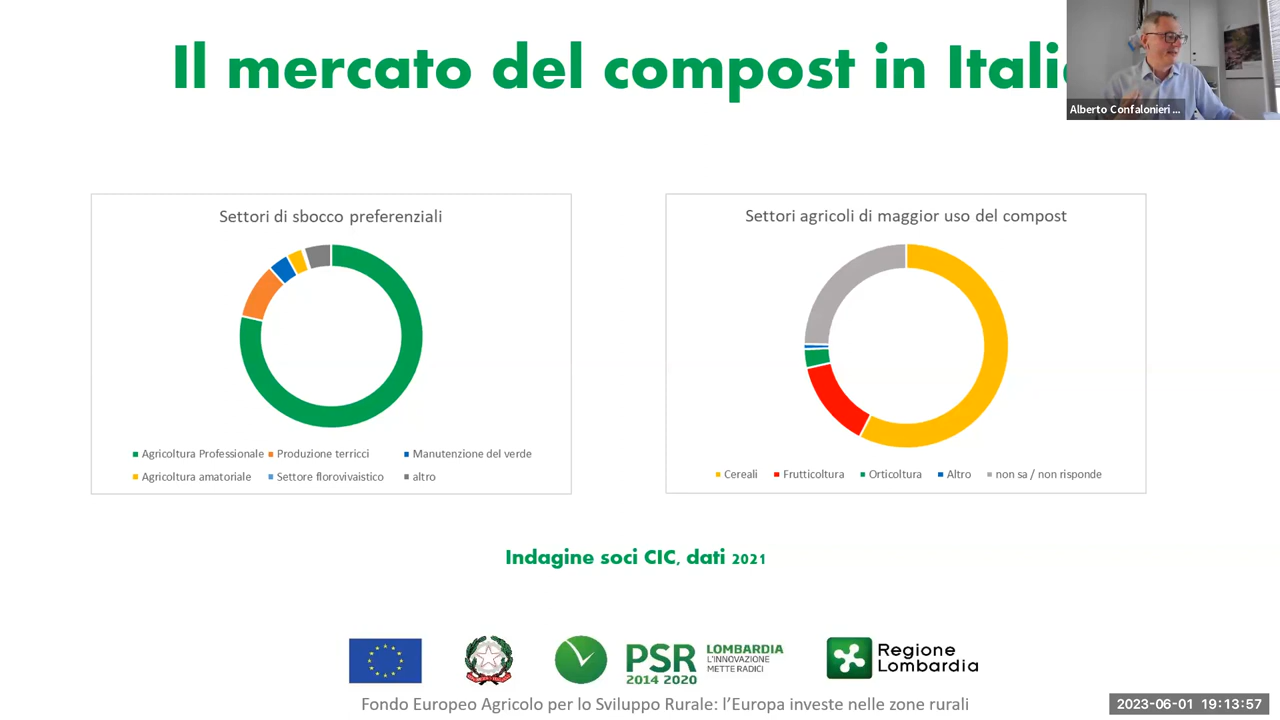 Il mercato del compost in Itali
Alberto Confalonieri ...
Settori di sbocco preferenziali
Agricoltura Professionale Produzione terricci Manutenzione del verde
Agricoltura amatoriale Settore florovivaistico altro
Settori agricoli di maggior uso del compost
Cereali Frutticoltura Orticoltura Altro non sa / non risponde
Indagine soci CIC, dati 2021
PSR
2014 2020
LOMBARDIA
L'INNOVAZIONE
METTE RADICI
Regione
Lombardia
Fondo Europeo Agricolo per lo Sviluppo Rurale: l'Europa investe nelle zone rurali
2023-06-01 19:13:57